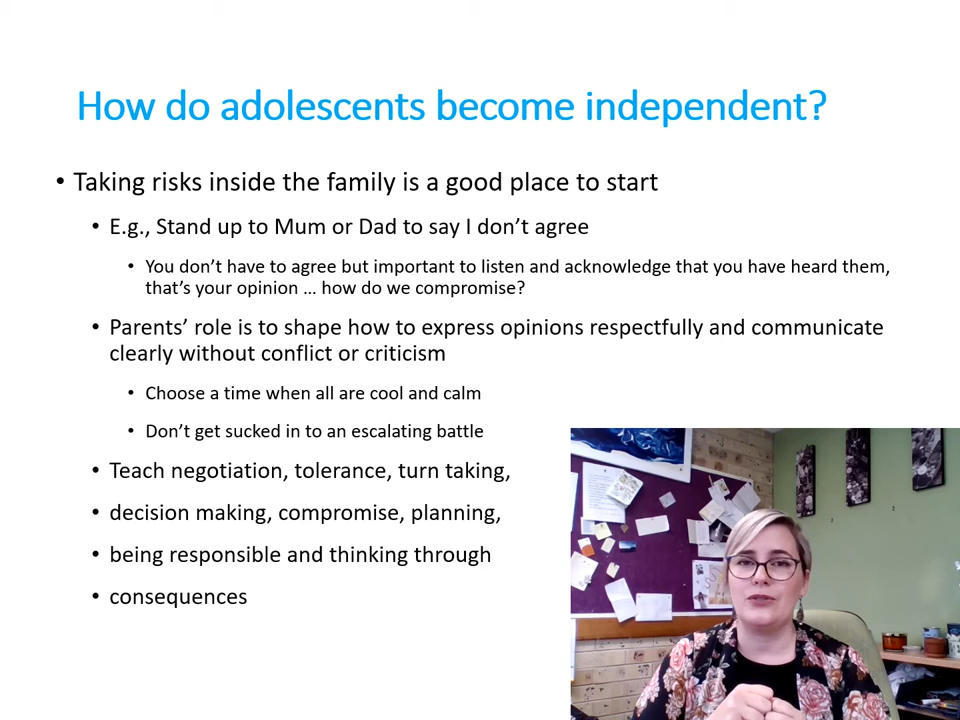 How do adolescents become independent?
• Taking risks inside the family is a good place to start
• E.g., Stand up to Mum or Dad to say I don’t agree
• You don’t have to agree but important to listen and acknowledge that you have heard them,
that’s your opinion … how do we compromise?
• Parents’ role is to shape how to express opinions respectfully and communicate
clearly without conflict or criticism
• Choose a time when all are cool and calm
• Don’t get sucked in to an escalating battle
• Teach negotiation, tolerance, turn taking,
• decision making, compromise, planning,
• being responsible and thinking through
• consequences